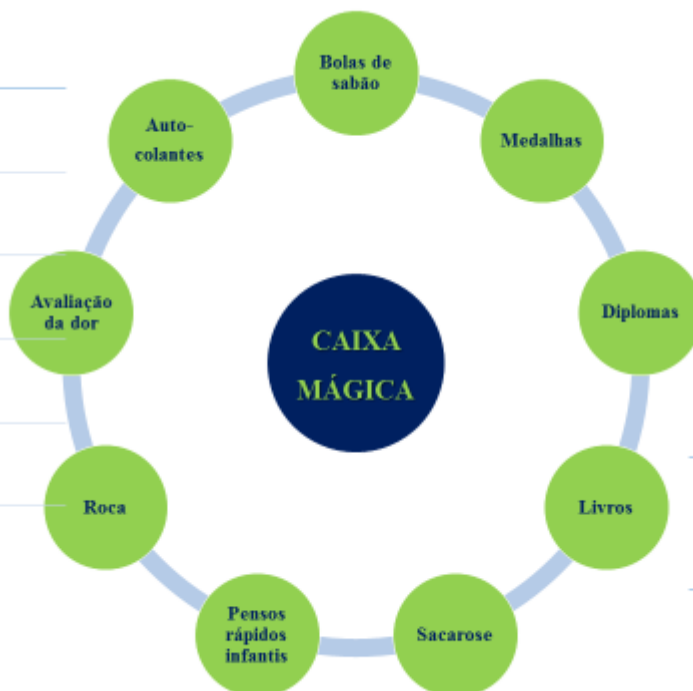 Bolas de
sabão
Medalhas
Diplomas
Livros
Sacarose
Pensos
rápidos
infantis
Roca
Avaliação
da dor
Auto-
colantes
CAIXA
MÁGICA